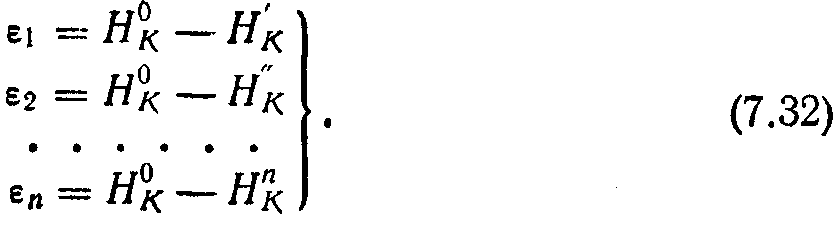 ε₁ = H⁰_K — H′_K
ε₂ = H⁰_K — H″_K
. . . . . . } . (7.32)
εₙ = H⁰_K — Hⁿ_K